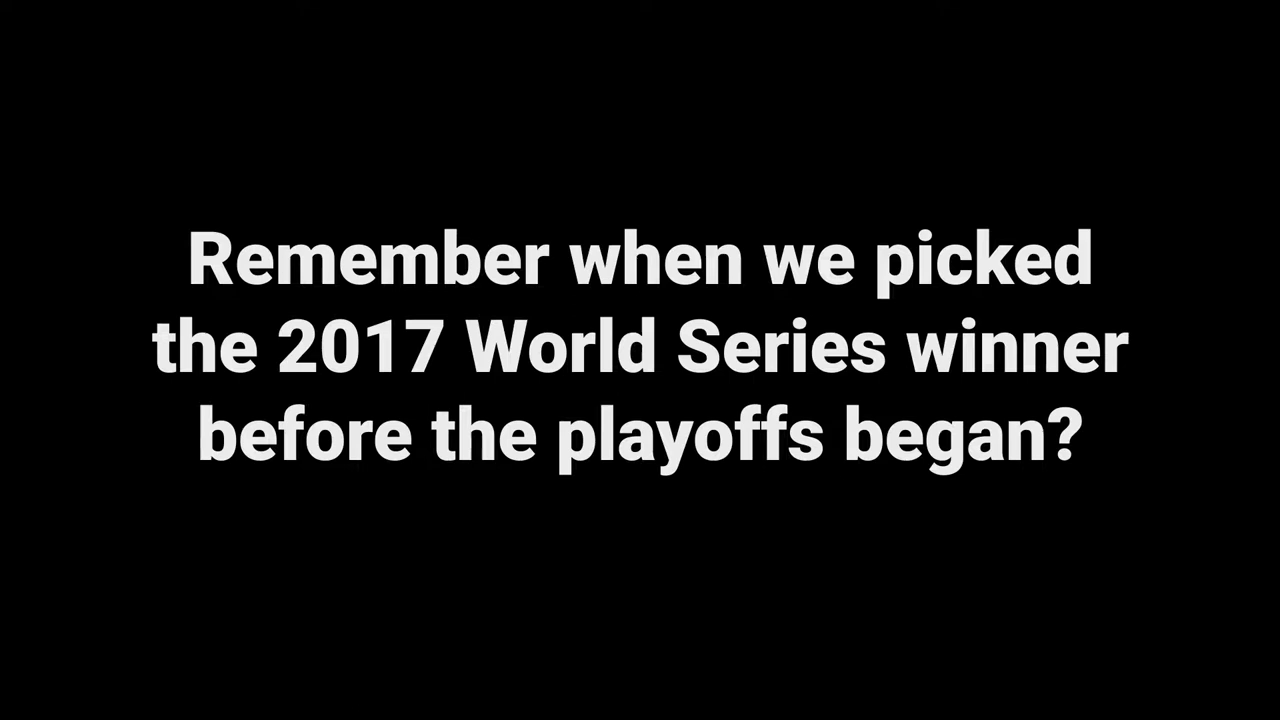 Remember when we picked
the 2017 World Series winner
before the playoffs began?